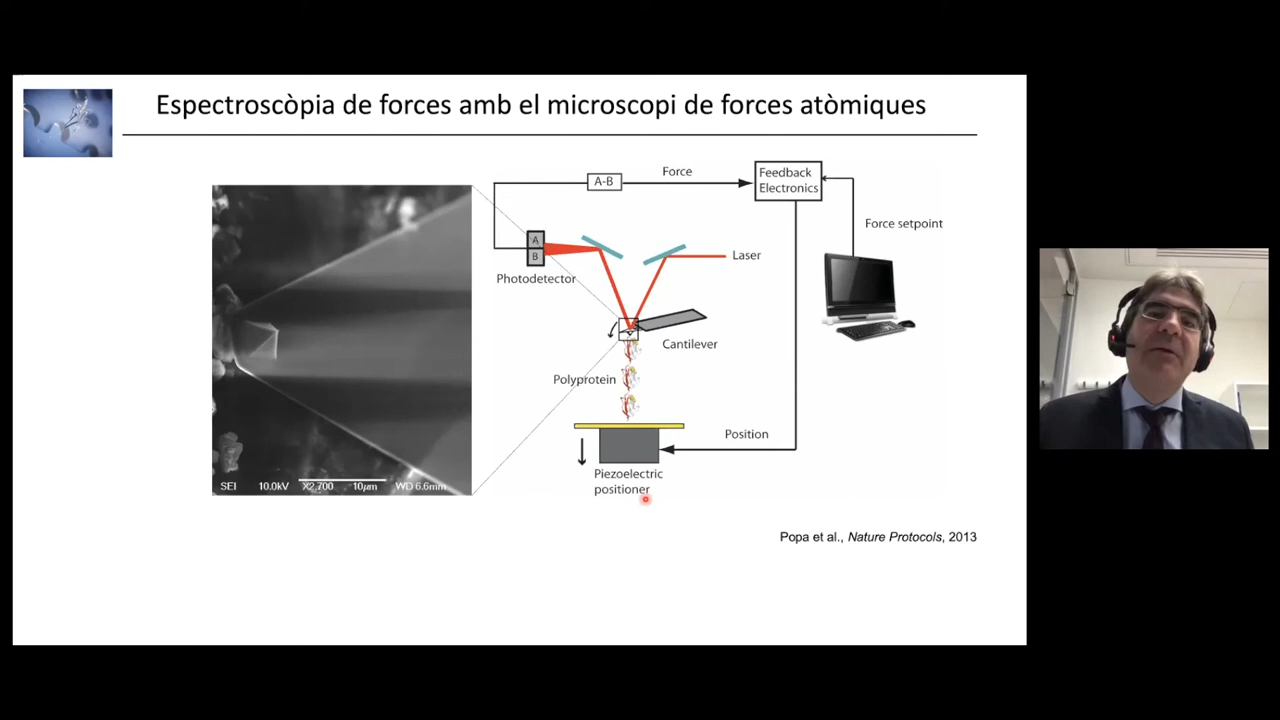 Espectroscòpia de forces amb el microscopi de forces atòmiques
A-B
Force
Feedback
Electronics
Force setpoint
A
B
Photodetector
Laser
Cantilever
Polyprotein
Position
Piezoelectric
positioner
SEI 10.0kV X2,700 10µm WD 6.6mm
Popa et al., Nature Protocols, 2013